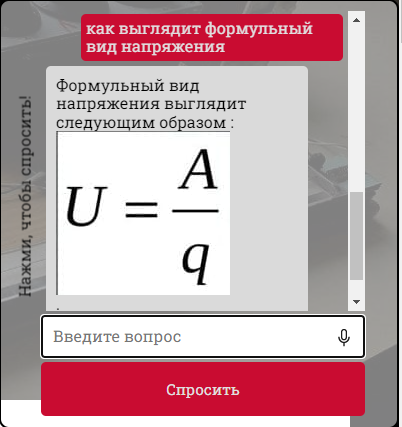 как выглядит формульный
вид напряжения
Формульный вид
напряжения выглядит
следующим образом :
U = A/q
.
Нажми, чтобы спросить!
Введите вопрос
Спросить